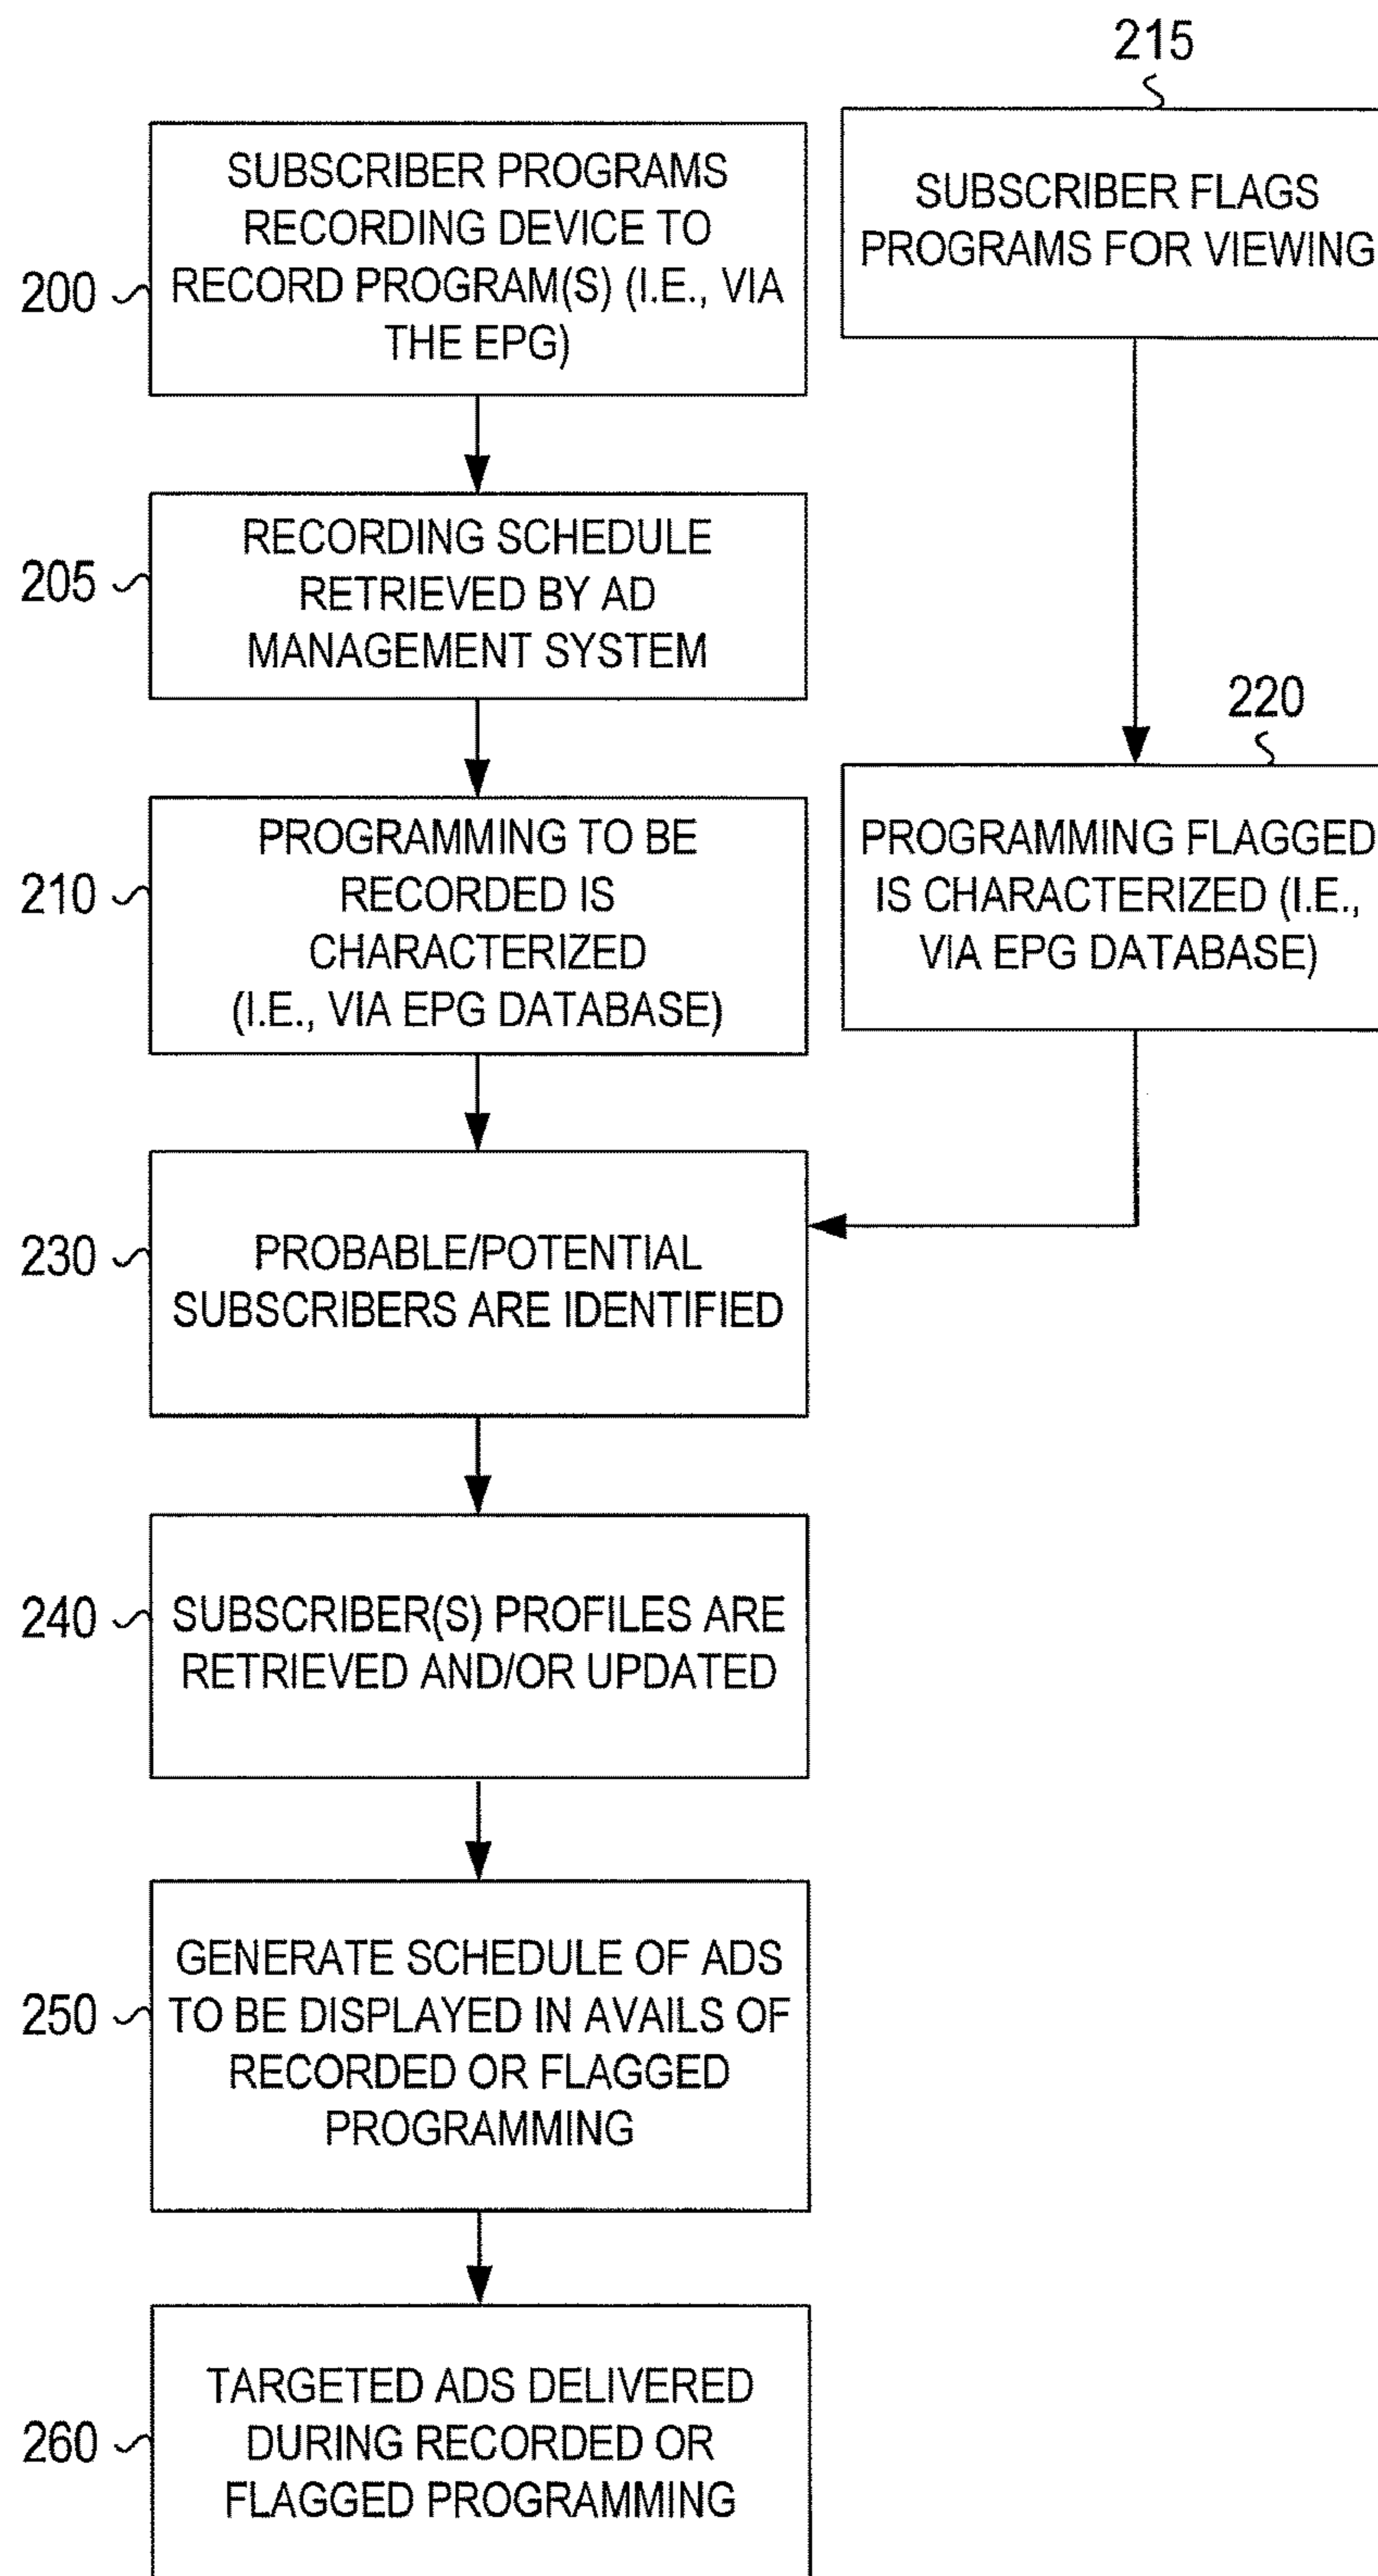 215
SUBSCRIBER PROGRAMS
RECORDING DEVICE TO
RECORD PROGRAM(S) (I.E., VIA
THE EPG)
200
SUBSCRIBER FLAGS
PROGRAMS FOR VIEWING
RECORDING SCHEDULE
RETRIEVED BY AD
MANAGEMENT SYSTEM
205
220
PROGRAMMING TO BE
RECORDED IS
CHARACTERIZED
(I.E., VIA EPG DATABASE)
210
PROGRAMMING FLAGGED
IS CHARACTERIZED (I.E.,
VIA EPG DATABASE)
230
PROBABLE/POTENTIAL
SUBSCRIBERS ARE IDENTIFIED
240
SUBSCRIBER(S) PROFILES ARE
RETRIEVED AND/OR UPDATED
250
GENERATE SCHEDULE OF ADS
TO BE DISPLAYED IN AVAILS OF
RECORDED OR FLAGGED
PROGRAMMING
260
TARGETED ADS DELIVERED
DURING RECORDED OR
FLAGGED PROGRAMMING